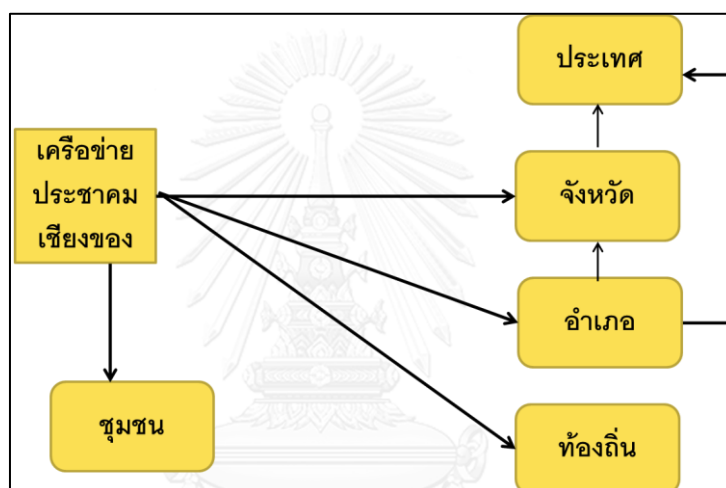 ประเทศ
เครือข่าย
ประชาคม
เชียงของ
จังหวัด
อำเภอ
ชุมชน
ท้องถิ่น